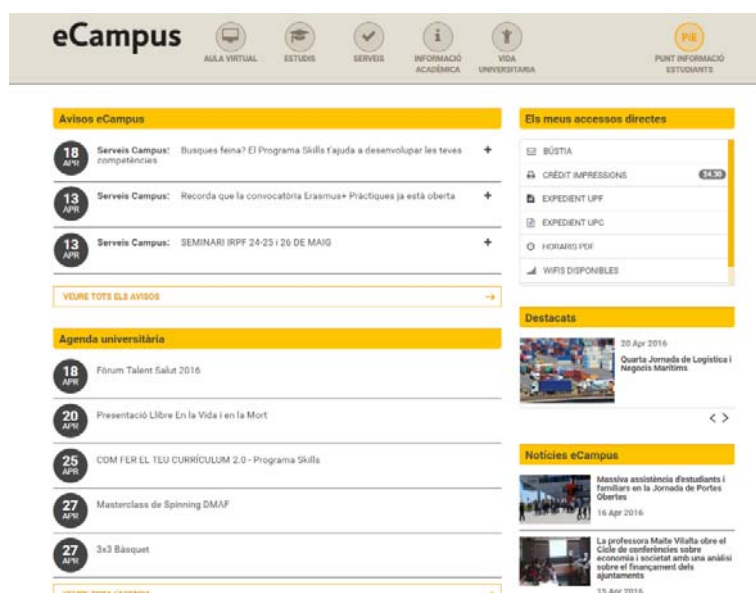 eCampus
AULA VIRTUAL
ESTUDIS
SERVEIS
i
INFORMACIÓ
ACADÈMICA
VIDA
UNIVERSITÀRIA
PiE
PUNT INFORMACIÓ
ESTUDIANTS
Avisos eCampus
18
APR
Serveis Campus: Busques feina? El Programa Skills t'ajuda a desenvolupar les teves
competències
+
13
APR
Serveis Campus: Recorda que la convocatòria Erasmus+ Pràctiques ja està oberta
+
13
APR
Serveis Campus: SEMINARI IRPF 24-25 i 26 DE MAIG
+
VEURE TOTS ELS AVISOS
Agenda universitària
18
APR
Fòrum Talent Salut 2016
20
APR
Presentació Llibre En la Vida i en la Mort
25
APR
COM FER EL TEU CURRÍCULUM 2.0 - Programa Skills
27
APR
Masterclass de Spinning DMAF
27
APR
3x3 Bàsquet
Els meus accessos directes
BÚSTIA
CRÈDIT IMPRESSIONS 24.30
EXPEDIENT UPF
EXPEDIENT UPC
HORARIS PDF
WIFIS DISPONIBLES
Destacats
20 Apr 2016
Quarta Jornada de Logística i
Negocis Marítims
Notícies eCampus
Massiva assistència d'estudiants i
familiars en la Jornada de Portes
Obertes
16 Apr 2016
La professora Maite Vilalta obre el
Cicle de conferències sobre
economia i societat amb una anàlisi
sobre el finançament dels
ajuntaments
15 Apr 2016